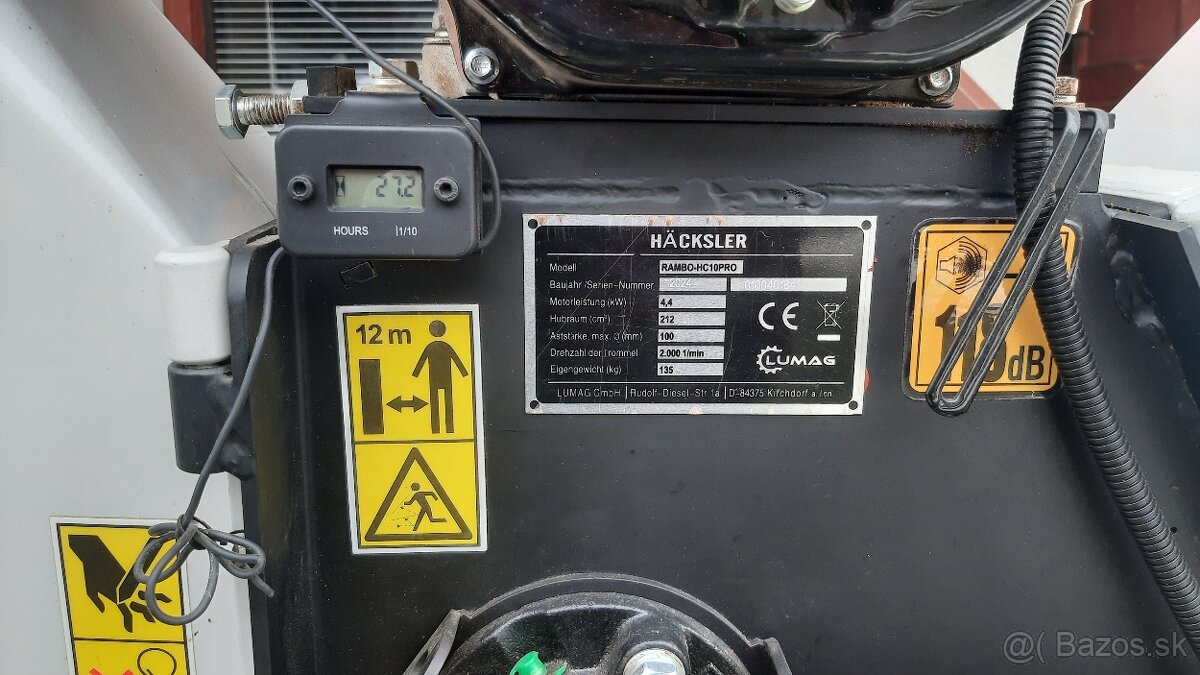 27.2
HOURS 1/10
12 m
HÄCKSLER
Modell RAMBO-HC10PRO
Baujahr/Serien-Nummer 2024
Motorleistung (kW) 4,4
Hubraum (cm³) 212
Aststärke, max. Ø (mm) 100
Drehzahl der Trommel 2.000 1/min
Eigengewicht (kg) 135
CE
LUMAG
LUMAG GmbH | Rudolf-Diesel-Str 1a | D-84375 Kirchdorf a. Inn
dB
Bazos.sk